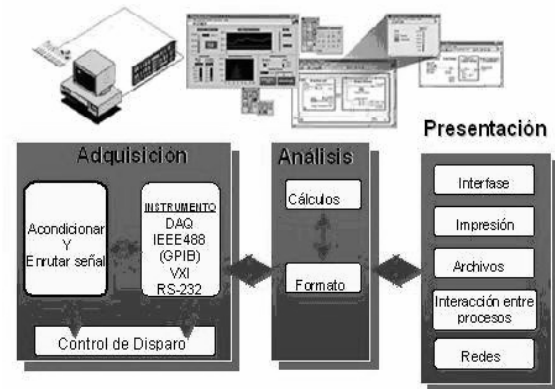 Presentación
Adquisición
Análisis
Acondicionar
Y
Enrutar señal
INSTRUMENTO
DAQ
IEEE488
(GPIB)
VXI
RS-232
Control de Disparo
Cálculos
Formato
Interfase
Impresión
Archivos
Interacción entre
procesos
Redes